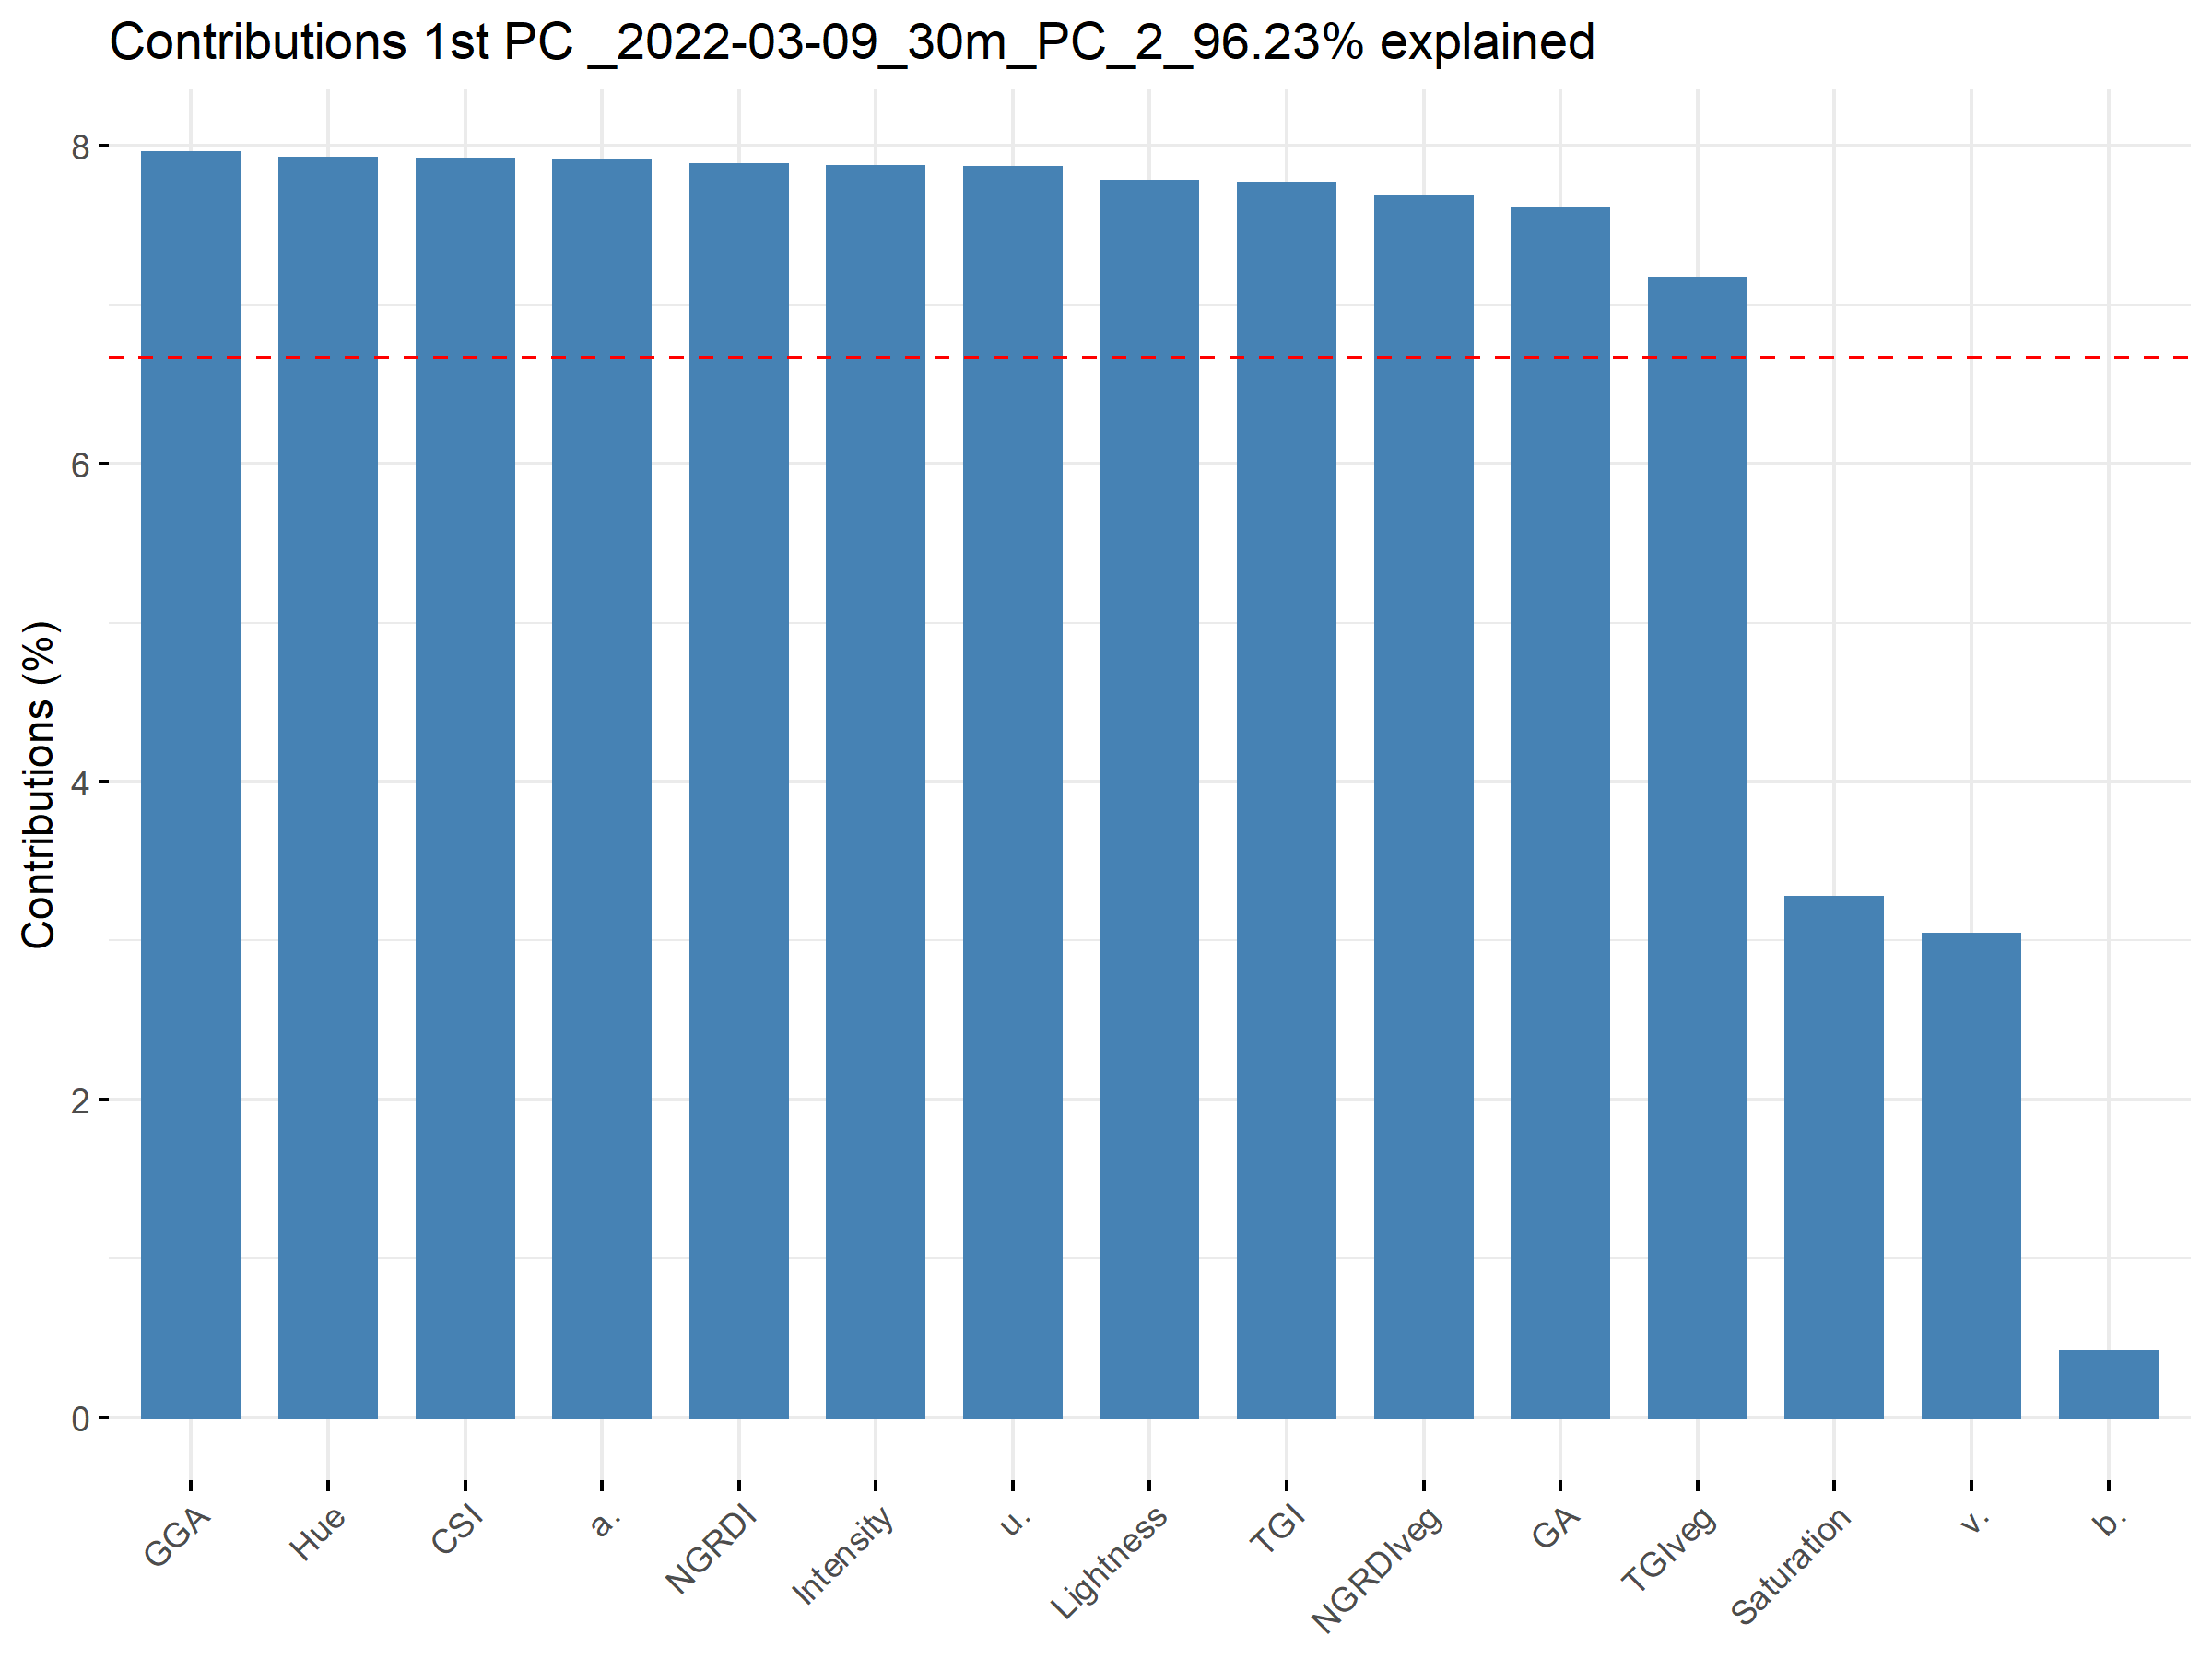 Contributions 1st PC _2022-03-09_30m_PC_2_96.23% explained
Contributions (%)
8
6
4
2
0
GGA
Hue
CSI
a.
NGRDI
Intensity
u.
Lightness
TGI
NGRDIveg
GA
TGIveg
Saturation
v.
b.